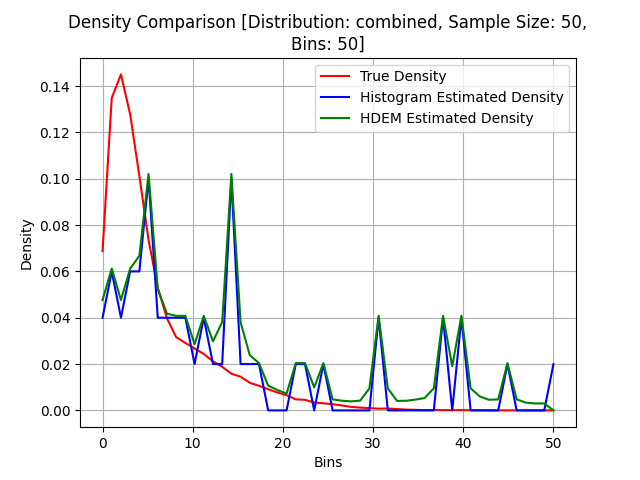 Density Comparison [Distribution: combined, Sample Size: 50,
Bins: 50]
True Density
Histogram Estimated Density
HDEM Estimated Density
Density
0.14
0.12
0.10
0.08
0.06
0.04
0.02
0.00
0 10 20 30 40 50
Bins